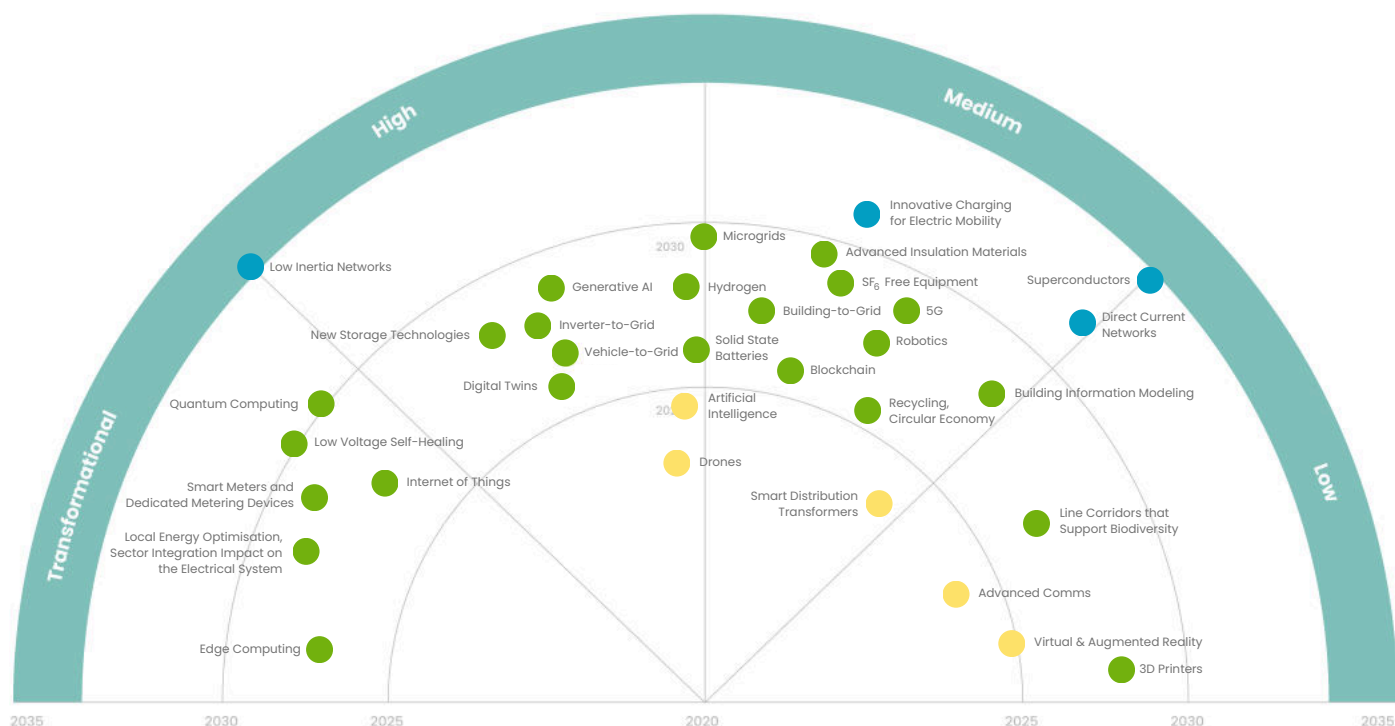 High
Medium
Transformational
Low
Innovative Charging
for Electric Mobility
Microgrids
2030
Advanced Insulation Materials
Low Inertia Networks
Superconductors
SF6 Free Equipment
Generative AI
Hydrogen
Building-to-Grid
5G
Direct Current
Networks
Inverter-to-Grid
New Storage Technologies
Solid State
Batteries
Robotics
Vehicle-to-Grid
Blockchain
Digital Twins
Building Information Modeling
Quantum Computing
Artificial
Intelligence
Recycling,
Circular Economy
Low Voltage Self-Healing
Drones
Internet of Things
Smart Meters and
Dedicated Metering Devices
Smart Distribution
Transformers
Line Corridors that
Support Biodiversity
Local Energy Optimisation,
Sector Integration Impact on
the Electrical System
Advanced Comms
Edge Computing
Virtual & Augmented Reality
3D Printers
2035
2030
2025
2020
2025
2030